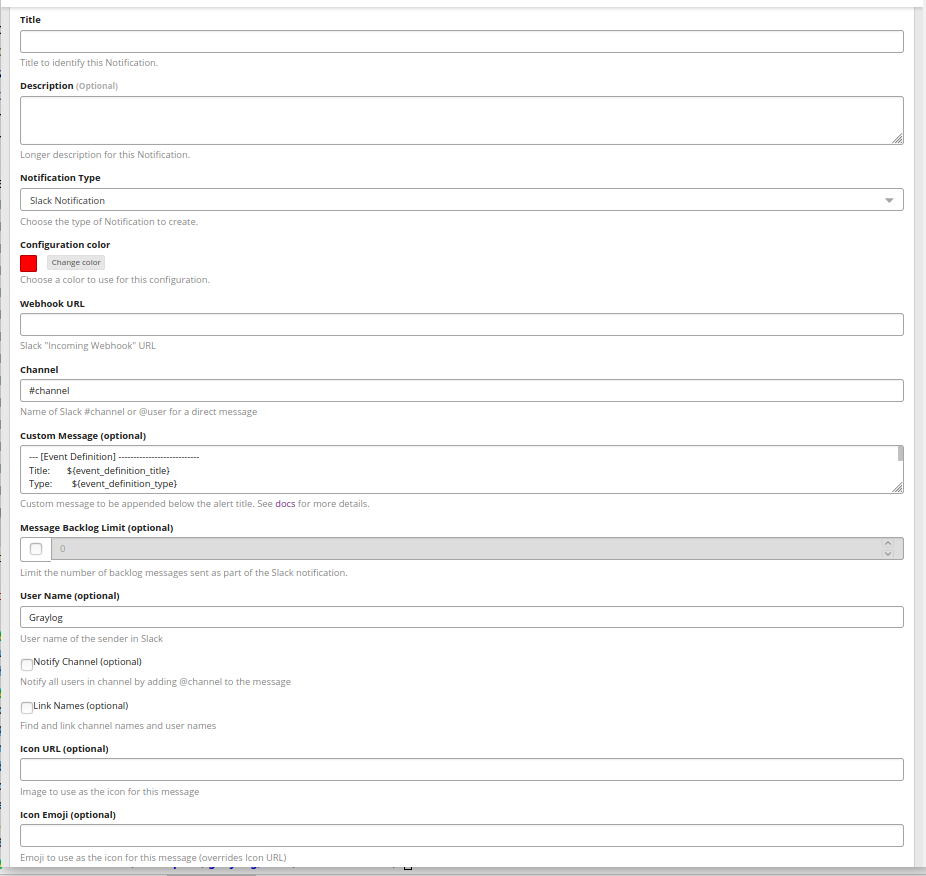 Title
Title to identify this Notification.
Description (Optional)
Longer description for this Notification.
Notification Type
Slack Notification
Choose the type of Notification to create.
Configuration color
Change color
Choose a color to use for this configuration.
Webhook URL
Slack "Incoming Webhook" URL
Channel
#channel
Name of Slack #channel or @user for a direct message
Custom Message (optional)
--- [Event Definition] ---------------------------
Title: ${event_definition_title}
Type: ${event_definition_type}
Custom message to be appended below the alert title. See docs for more details.
Message Backlog Limit (optional)
0
Limit the number of backlog messages sent as part of the Slack notification.
User Name (optional)
Graylog
User name of the sender in Slack
Notify Channel (optional)
Notify all users in channel by adding @channel to the message
Link Names (optional)
Find and link channel names and user names
Icon URL (optional)
Image to use as the icon for this message
Icon Emoji (optional)
Emoji to use as the icon for this message (overrides Icon URL)